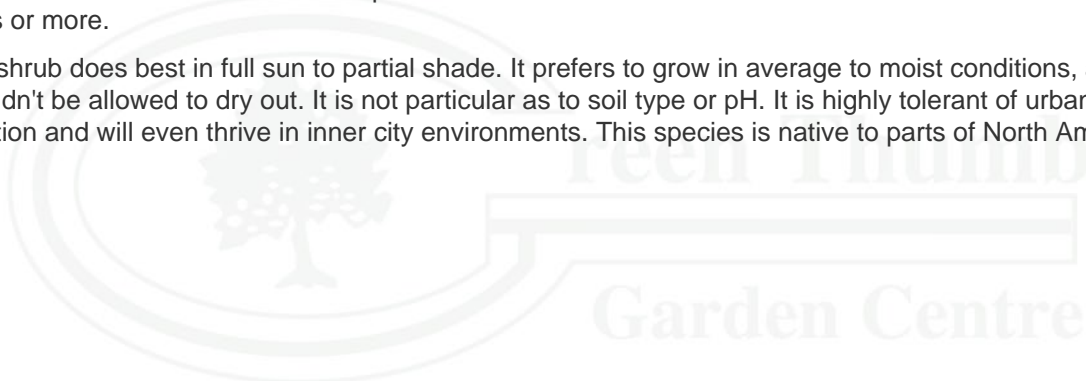 s or more.
shrub does best in full sun to partial shade. It prefers to grow in average to moist conditions,
dn't be allowed to dry out. It is not particular as to soil type or pH. It is highly tolerant of urban
tion and will even thrive in inner city environments. This species is native to parts of North Am
reen Thumb
Garden Centre